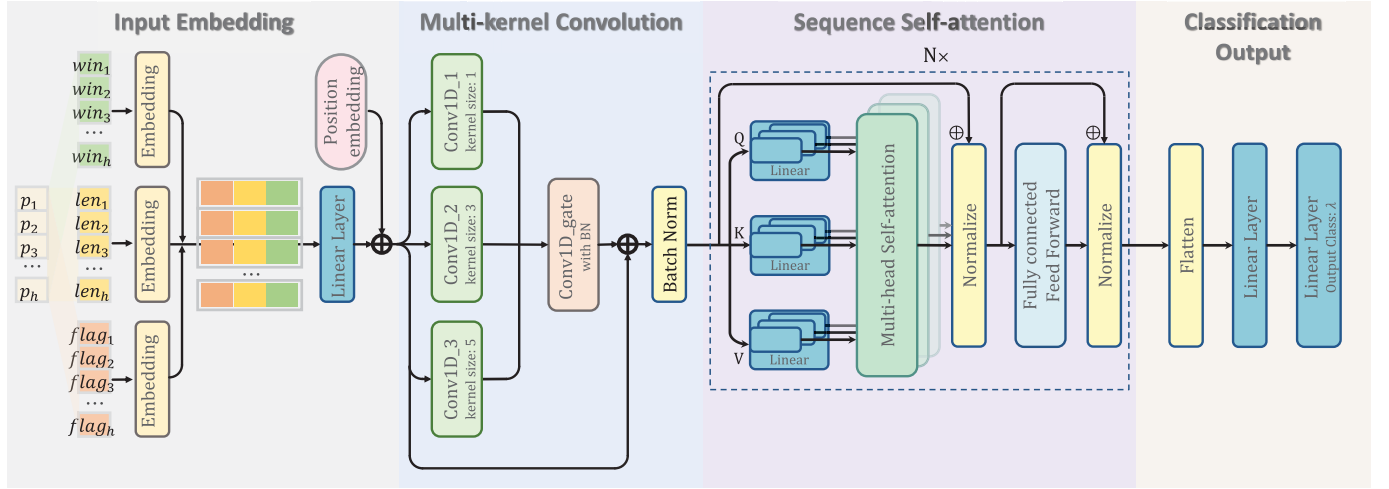 Input Embedding
Multi-kernel Convolution
Sequence Self-attention
Classification
Output
win₁
win₂
win₃
...
winₕ
Embedding
p₁
p₂
p₃
...
pₕ
len₁
len₂
len₃
...
lenₕ
Embedding
flag₁
flag₂
flag₃
...
flagₕ
Embedding
...
Linear Layer
Position
embedding
⊕
Conv1D_1
kernel size: 1
Conv1D_2
kernel size: 3
Conv1D_3
kernel size: 5
Conv1D_gate
with BN
⊕
Batch Norm
N×
Q
Linear
K
Linear
V
Linear
Multi-head Self-attention
⊕
Normalize
Fully connected
Feed Forward
⊕
Normalize
Flatten
Linear Layer
Linear Layer
Output Class: λ